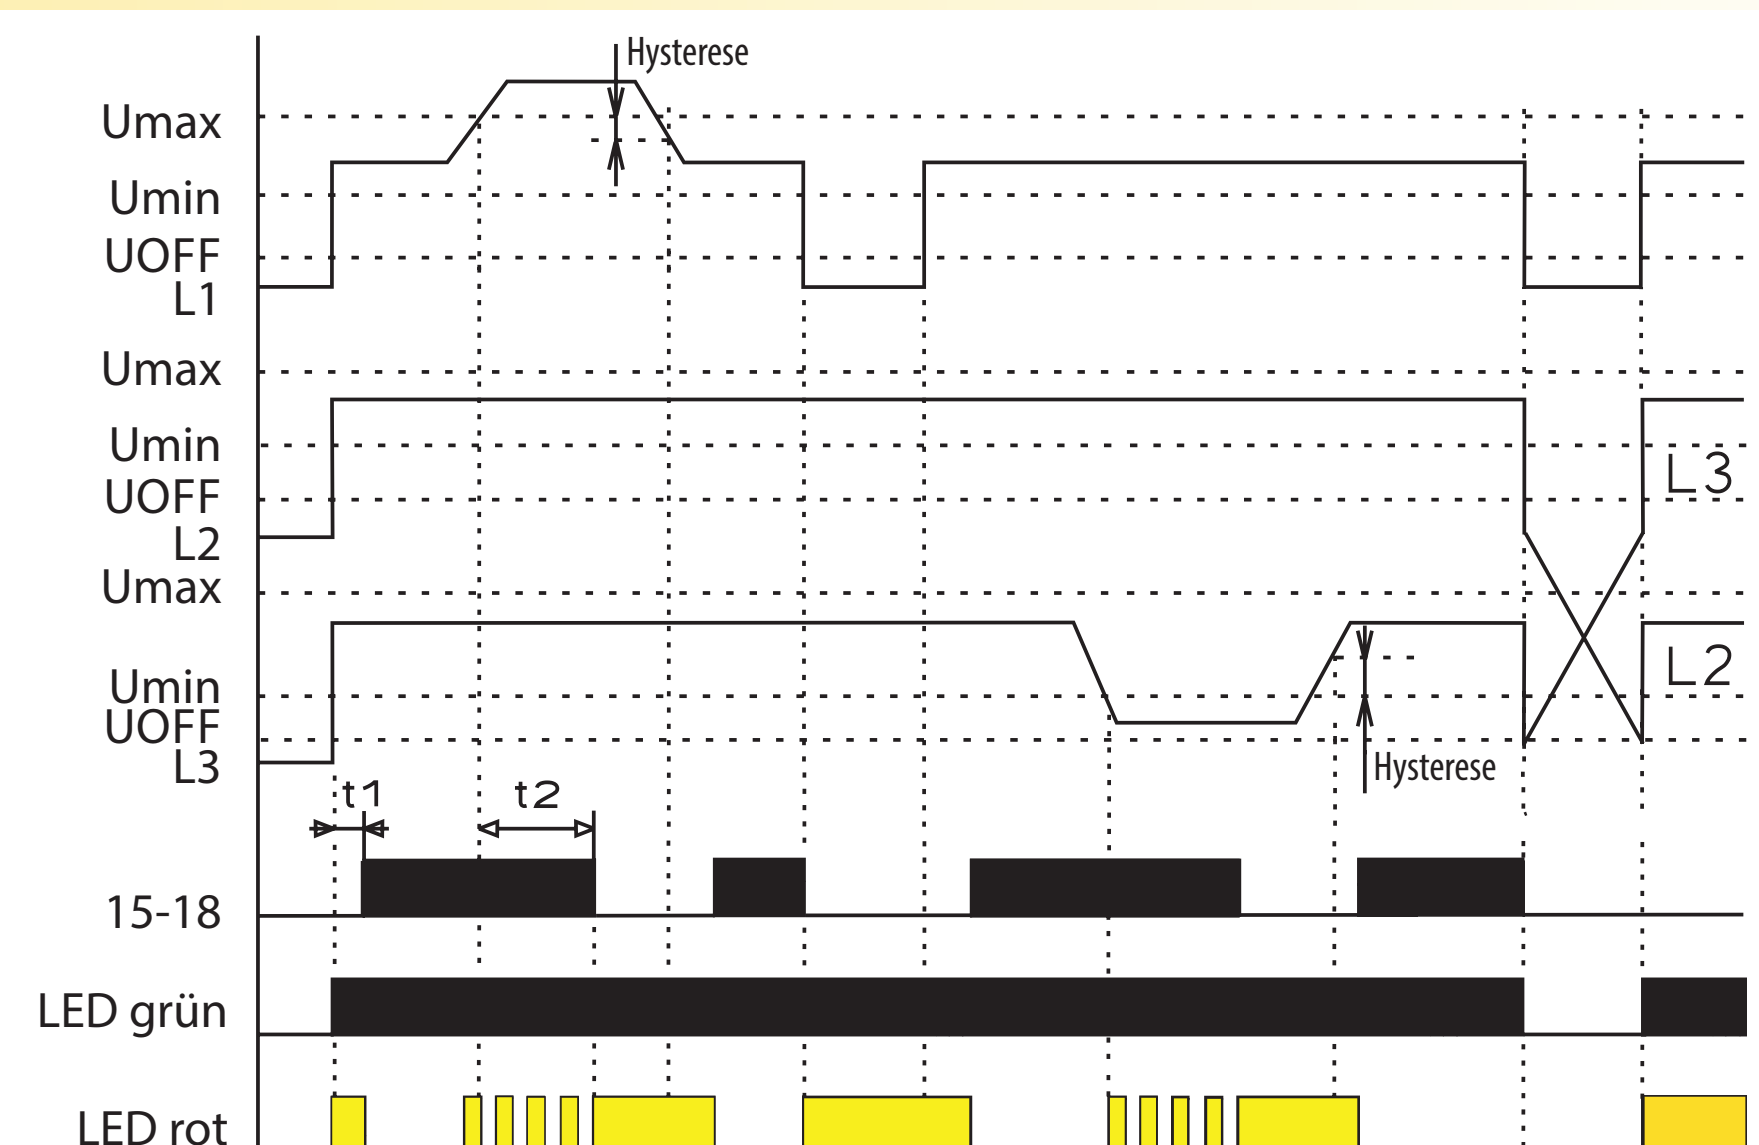 Hysterese
Umax
Umin
UOFF
L1
Umax
Umin
L3
UOFF
L2
Umax
L2
Umin
UOFF
Hysterese
L3
t1 t2
15-18
LED grün
LED rot